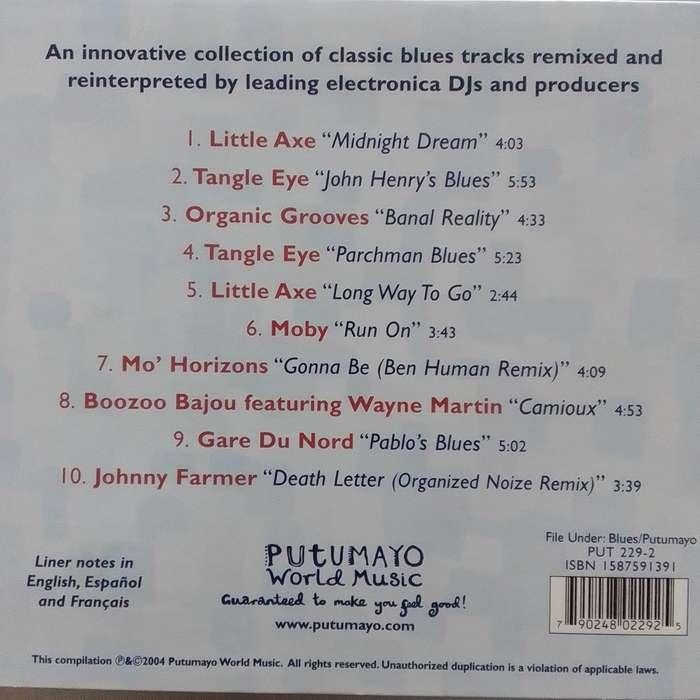 An innovative collection of classic blues tracks remixed and
reinterpreted by leading electronica DJs and producers
1. Little Axe “Midnight Dream” 4:03
2. Tangle Eye “John Henry’s Blues” 5:53
3. Organic Grooves “Banal Reality” 4:33
4. Tangle Eye “Parchman Blues” 5:23
5. Little Axe “Long Way To Go” 2:44
6. Moby “Run On” 3:43
7. Mo’ Horizons “Gonna Be (Ben Human Remix)” 4:09
8. Boozoo Bajou featuring Wayne Martin “Camioux” 4:53
9. Gare Du Nord “Pablo’s Blues” 5:02
10. Johnny Farmer “Death Letter (Organized Noize Remix)” 3:39
Liner notes in
English, Español
and Français
PUTUMAYO
World Music
Guaranteed to make you feel good!
www.putumayo.com
File Under: Blues/Putumayo
PUT 229-2
ISBN 1587591391
7 90248 02292 5
This compilation ℗&©2004 Putumayo World Music. All rights reserved. Unauthorized duplication is a violation of applicable laws.